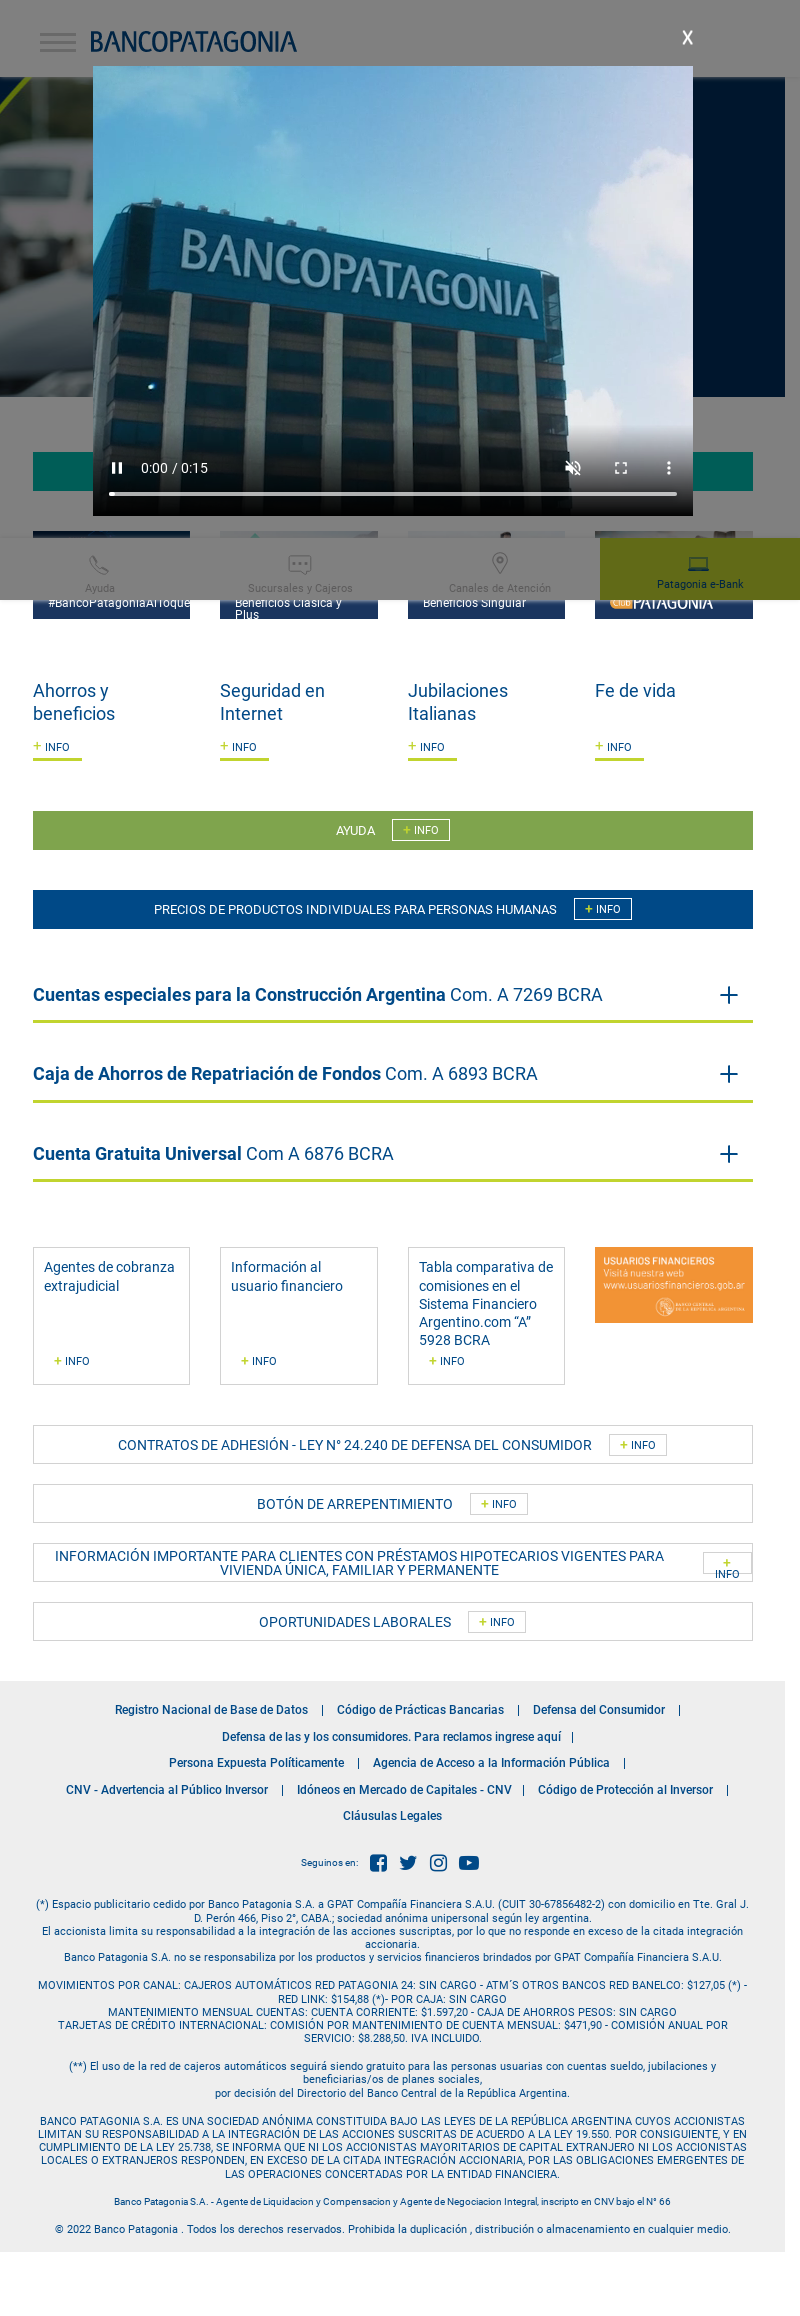 BANCOPATAGONIA
X
BANCOPATAGONIA
0:00 / 0:15
Ayuda
Sucursales y Cajeros
Canales de Atención
Patagonia e-Bank
#BancoPatagoniaAlToque
Beneficios Clásica y
Plus
Beneficios Singular
Club PATAGONIA
Ahorros y
beneficios
+ INFO
Seguridad en
Internet
+ INFO
Jubilaciones
Italianas
+ INFO
Fe de vida
+ INFO
AYUDA + INFO
PRECIOS DE PRODUCTOS INDIVIDUALES PARA PERSONAS HUMANAS + INFO
Cuentas especiales para la Construcción Argentina Com. A 7269 BCRA
Caja de Ahorros de Repatriación de Fondos Com. A 6893 BCRA
Cuenta Gratuita Universal Com A 6876 BCRA
Agentes de cobranza
extrajudicial
+ INFO
Información al
usuario financiero
+ INFO
Tabla comparativa de
comisiones en el
Sistema Financiero
Argentino.com “A”
5928 BCRA
+ INFO
USUARIOS FINANCIEROS
Visitá nuestra web
www.usuariosfinancieros.gob.ar
BANCO CENTRAL
DE LA REPÚBLICA ARGENTINA
CONTRATOS DE ADHESIÓN - LEY N° 24.240 DE DEFENSA DEL CONSUMIDOR + INFO
BOTÓN DE ARREPENTIMIENTO + INFO
INFORMACIÓN IMPORTANTE PARA CLIENTES CON PRÉSTAMOS HIPOTECARIOS VIGENTES PARA
VIVIENDA ÚNICA, FAMILIAR Y PERMANENTE
+
INFO
OPORTUNIDADES LABORALES + INFO
Registro Nacional de Base de Datos | Código de Prácticas Bancarias | Defensa del Consumidor |
Defensa de las y los consumidores. Para reclamos ingrese aquí |
Persona Expuesta Políticamente | Agencia de Acceso a la Información Pública |
CNV - Advertencia al Público Inversor | Idóneos en Mercado de Capitales - CNV | Código de Protección al Inversor |
Cláusulas Legales
Seguinos en:
(*) Espacio publicitario cedido por Banco Patagonia S.A. a GPAT Compañía Financiera S.A.U. (CUIT 30-67856482-2) con domicilio en Tte. Gral J.
D. Perón 466, Piso 2°, CABA.; sociedad anónima unipersonal según ley argentina.
El accionista limita su responsabilidad a la integración de las acciones suscriptas, por lo que no responde en exceso de la citada integración
accionaria.
Banco Patagonia S.A. no se responsabiliza por los productos y servicios financieros brindados por GPAT Compañía Financiera S.A.U.
MOVIMIENTOS POR CANAL: CAJEROS AUTOMÁTICOS RED PATAGONIA 24: SIN CARGO - ATM´S OTROS BANCOS RED BANELCO: $127,05 (*) -
RED LINK: $154,88 (*)- POR CAJA: SIN CARGO
MANTENIMIENTO MENSUAL CUENTAS: CUENTA CORRIENTE: $1.597,20 - CAJA DE AHORROS PESOS: SIN CARGO
TARJETAS DE CRÉDITO INTERNACIONAL: COMISIÓN POR MANTENIMIENTO DE CUENTA MENSUAL: $471,90 - COMISIÓN ANUAL POR
SERVICIO: $8.288,50. IVA INCLUIDO.
(**) El uso de la red de cajeros automáticos seguirá siendo gratuito para las personas usuarias con cuentas sueldo, jubilaciones y
beneficiarias/os de planes sociales,
por decisión del Directorio del Banco Central de la República Argentina.
BANCO PATAGONIA S.A. ES UNA SOCIEDAD ANÓNIMA CONSTITUIDA BAJO LAS LEYES DE LA REPÚBLICA ARGENTINA CUYOS ACCIONISTAS
LIMITAN SU RESPONSABILIDAD A LA INTEGRACIÓN DE LAS ACCIONES SUSCRITAS DE ACUERDO A LA LEY 19.550. POR CONSIGUIENTE, Y EN
CUMPLIMIENTO DE LA LEY 25.738, SE INFORMA QUE NI LOS ACCIONISTAS MAYORITARIOS DE CAPITAL EXTRANJERO NI LOS ACCIONISTAS
LOCALES O EXTRANJEROS RESPONDEN, EN EXCESO DE LA CITADA INTEGRACIÓN ACCIONARIA, POR LAS OBLIGACIONES EMERGENTES DE
LAS OPERACIONES CONCERTADAS POR LA ENTIDAD FINANCIERA.
Banco Patagonia S.A. - Agente de Liquidacion y Compensacion y Agente de Negociacion Integral, inscripto en CNV bajo el N° 66
© 2022 Banco Patagonia . Todos los derechos reservados. Prohibida la duplicación , distribución o almacenamiento en cualquier medio.